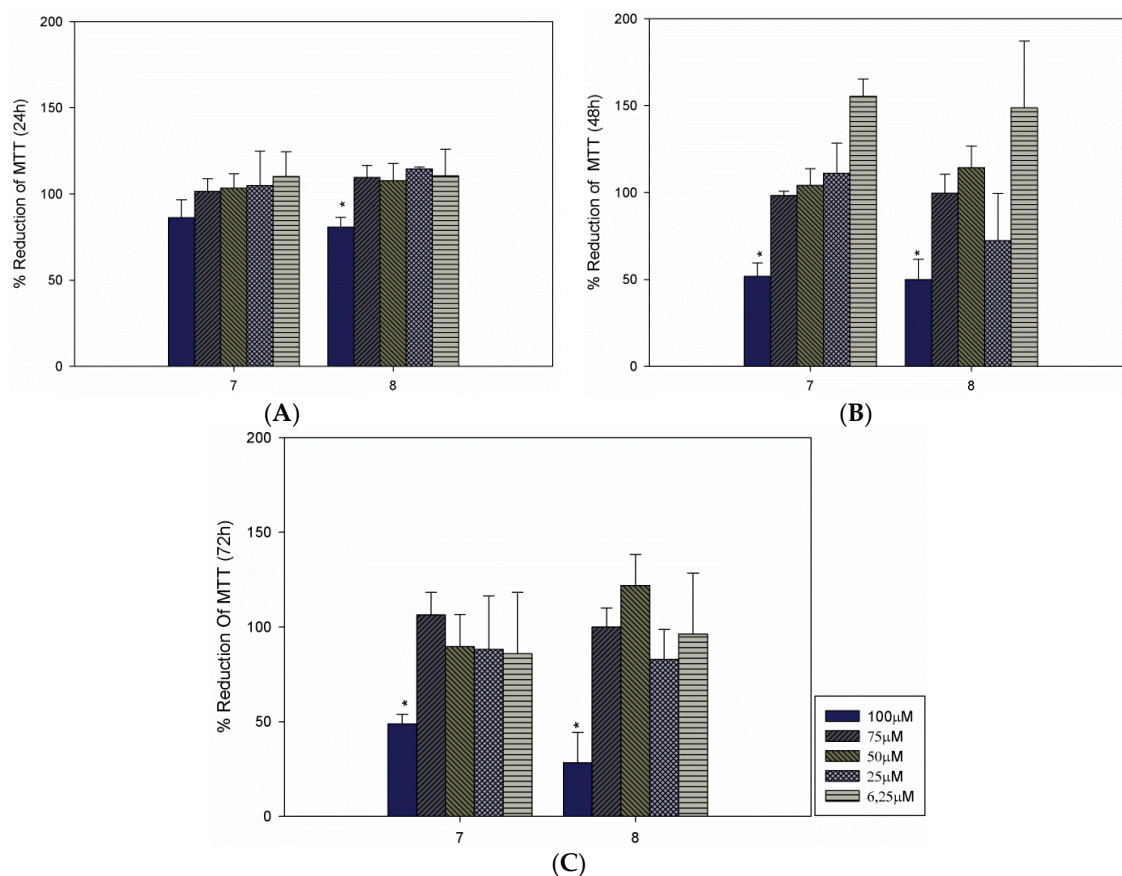 200
150
100
50
0
% Reduction of MTT (24h)
*
7
8
(A)
200
150
100
50
0
% Reduction of MTT (48h)
*
*
7
8
(B)
200
150
100
50
0
% Reduction Of MTT (72h)
*
*
7
8
(C)
100µM
75µM
50µM
25µM
6,25µM